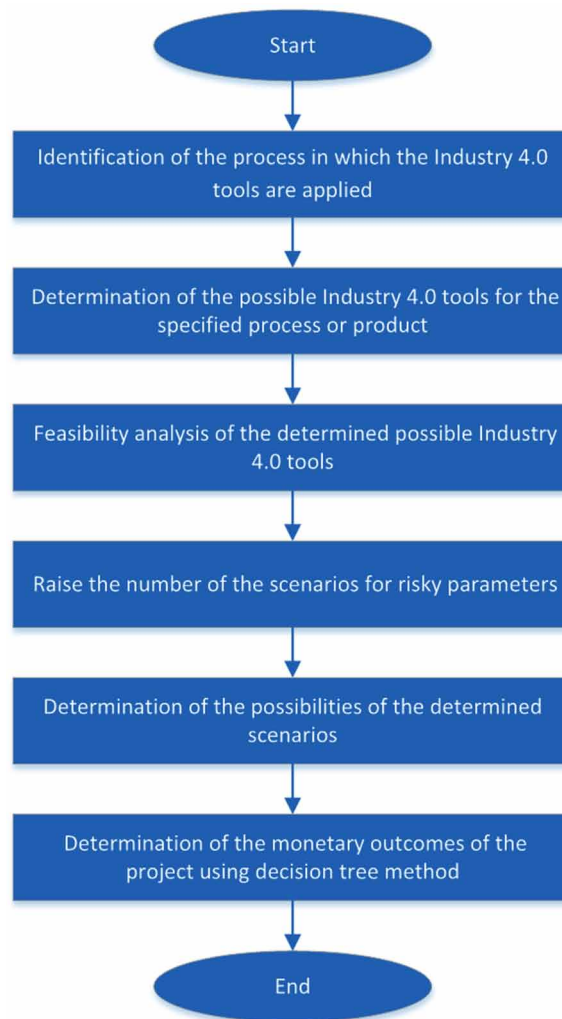 Start
Identification of the process in which the Industry 4.0
tools are applied
Determination of the possible Industry 4.0 tools for the
specified process or product
Feasibility analysis of the determined possible Industry
4.0 tools
Raise the number of the scenarios for risky parameters
Determination of the possibilities of the determined
scenarios
Determination of the monetary outcomes of the
project using decision tree method
End